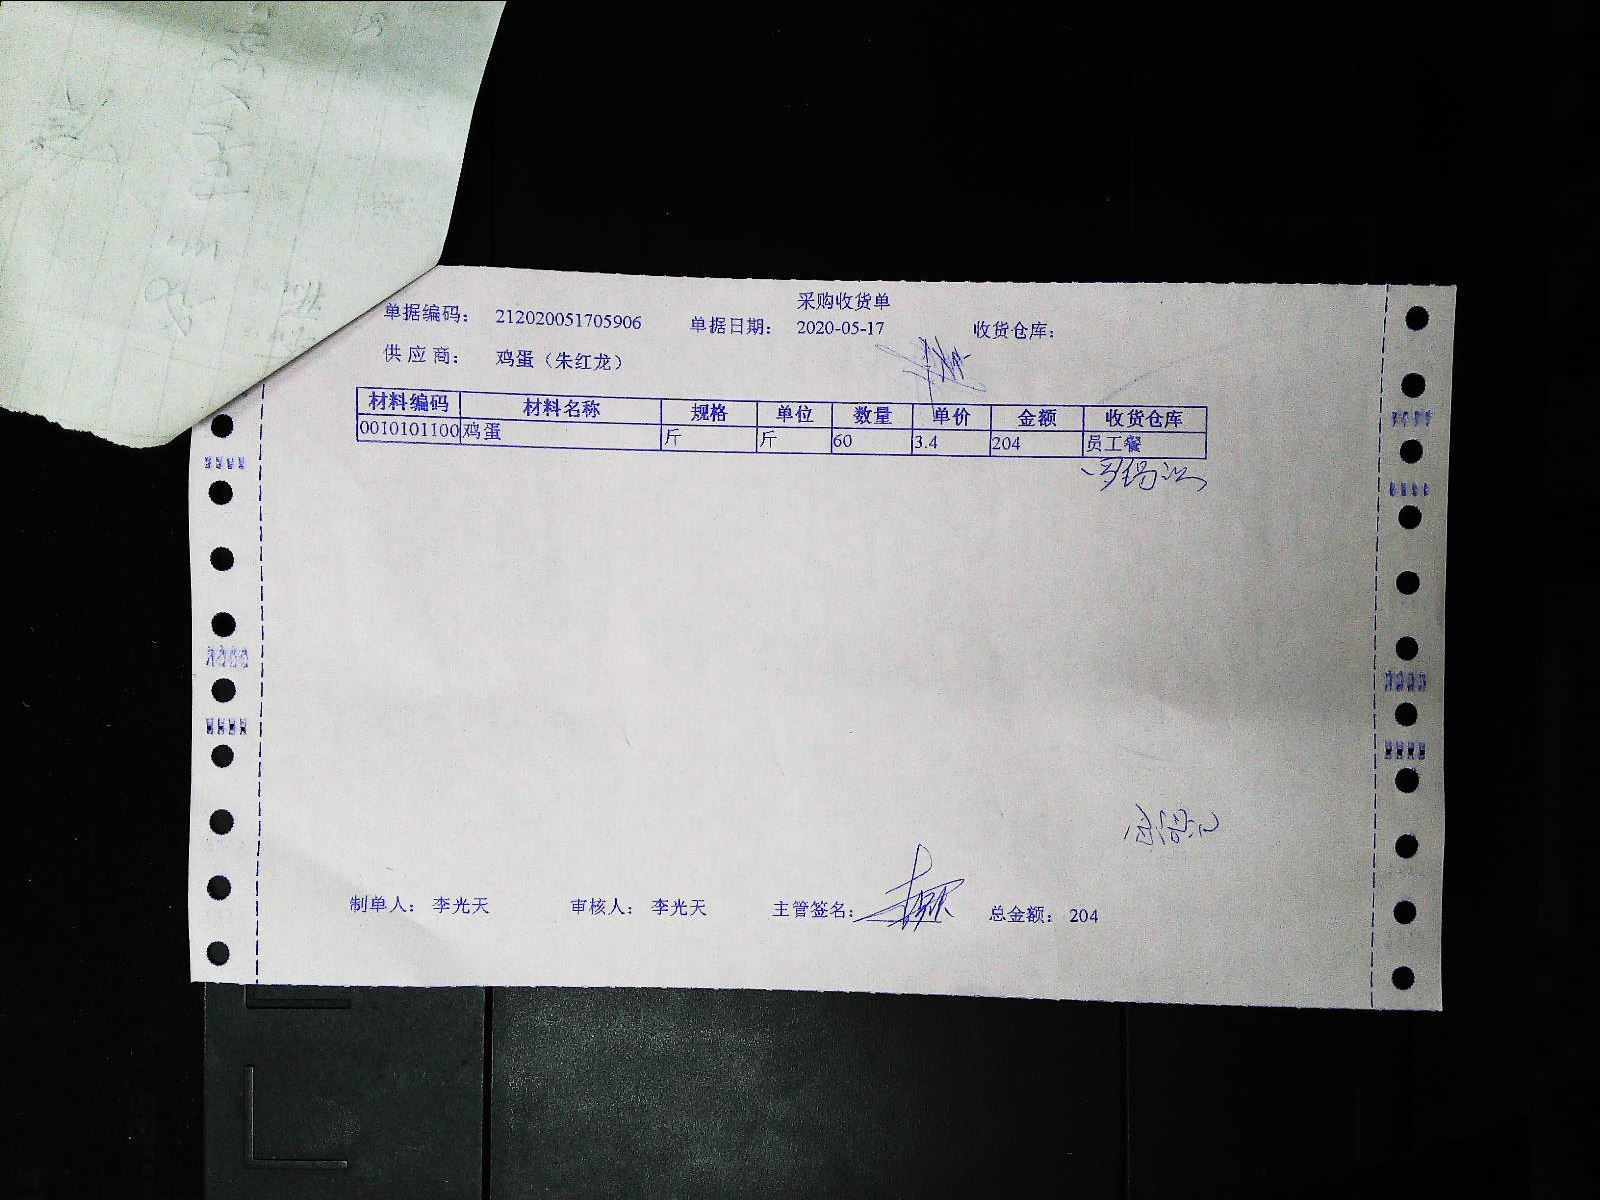 采购收货单
单据编码： 212020051705906 单据日期： 2020-05-17 收货仓库：
供应商： 鸡蛋（朱红龙）
材料编码 材料名称 规格 单位 数量 单价 金额 收货仓库
0010101100 鸡蛋 斤 斤 60 3.4 204 员工餐
制单人： 李光天 审核人： 李光天 主管签名： 总金额： 204